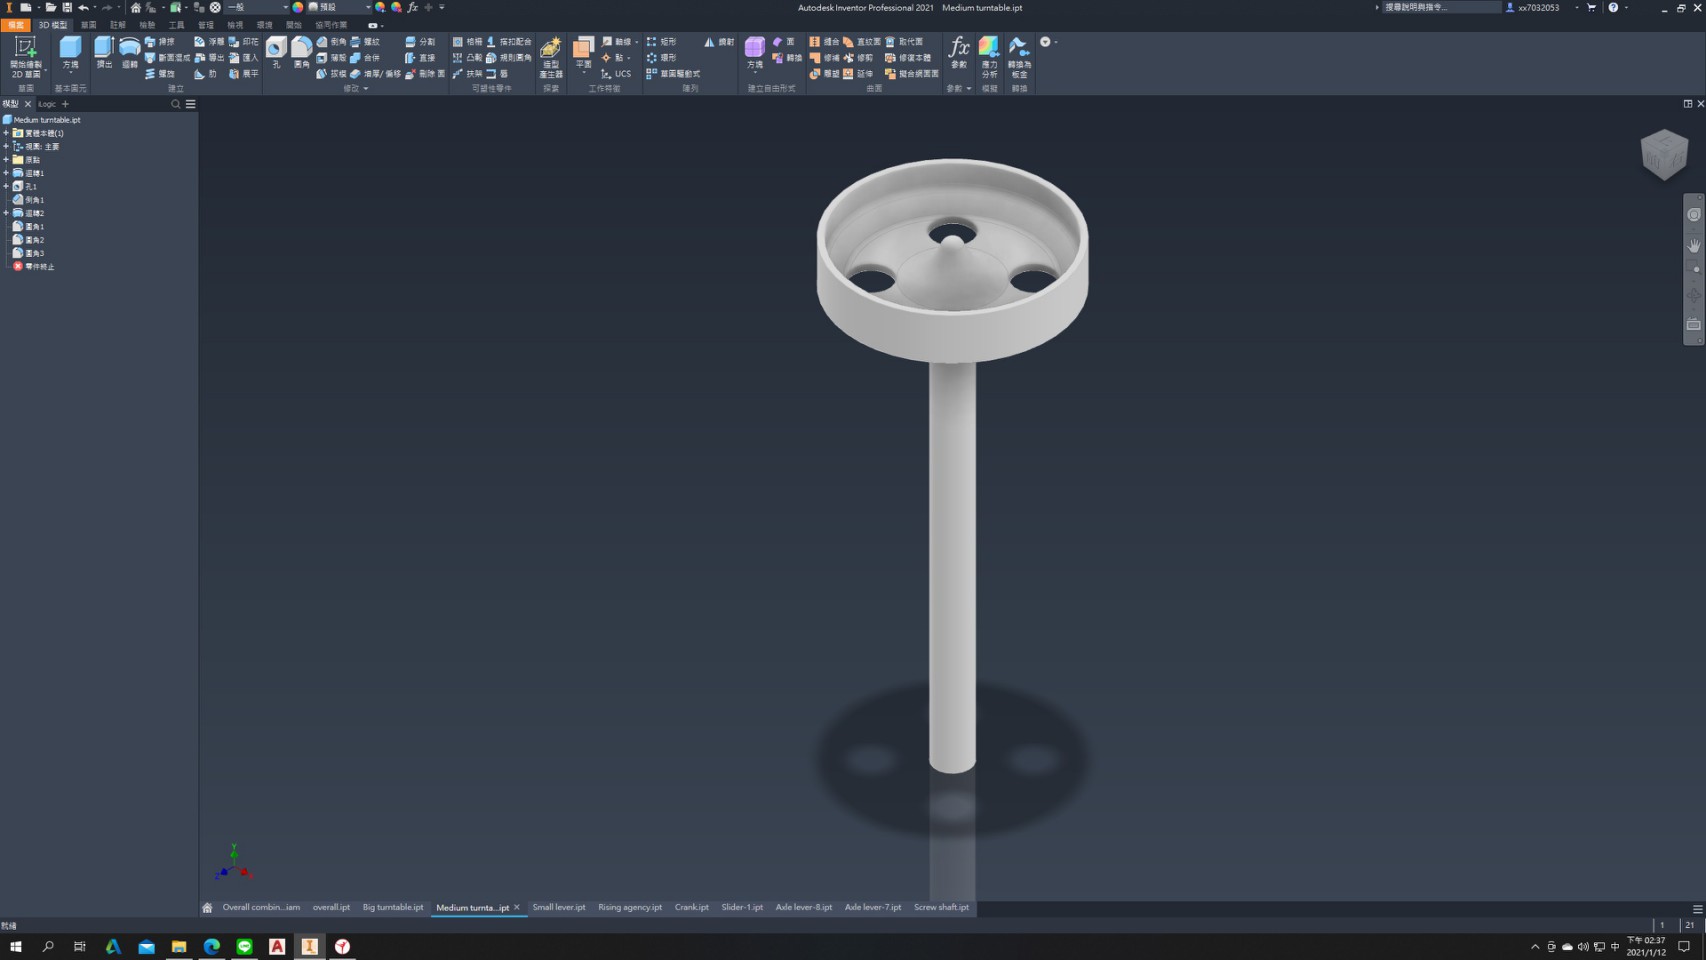 Autodesk Inventor Professional 2021 Medium turntable.ipt
一般
預設
搜尋說明與指令...
xx7032053
檔案 3D 模型 草圖 註解 檢驗 工具 管理 檢視 環境 開始 協同作業
開始繪製 2D 草圖
方塊
擠出
迴轉
掃掠
斷面混成
螺旋
浮雕
導出
肋
印花
匯入
展平
孔
圓角
倒角
薄殼
拔模
螺紋
合併
增厚/偏移
分割
直接
刪除 面
格柵
凸轂
扶架
搭扣配合
規則圓角
唇
造型產生器
平面
軸線
點
UCS
矩形
環形
草圖驅動式
鏡射
方塊
面
轉換
縫合
修補
雕塑
直紋面
修剪
延伸
取代面
修復本體
擬合網面面
fx
參數
應力分析
轉換為鈑金
草圖 基本圖元 建立 修改 可塑性零件 探索 工作特徵 陣列 建立自由形式 曲面 參數 模擬 轉換
模型 iLogic
Medium turntable.ipt
實體本體(1)
視圖: 主要
原點
迴轉1
孔1
倒角1
迴轉2
圓角1
圓角2
圓角3
零件終止
Y
Z
Overall combin...iam overall.ipt Big turntable.ipt Medium turnta...ipt Small lever.ipt Rising agency.ipt Crank.ipt Slider-1.ipt Axle lever-8.ipt Axle lever-7.ipt Screw shaft.ipt
就緒
1 21
中
下午 02:37
2021/1/12